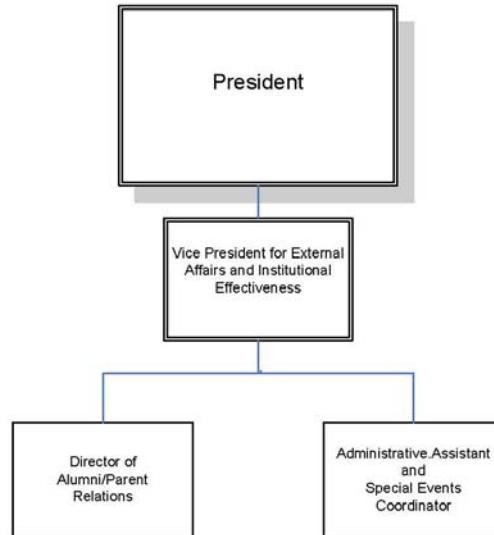 President
Vice President for External
Affairs and Institutional
Effectiveness
Director of
Alumni/Parent
Relations
Administrative.Assistant
and
Special Events
Coordinator